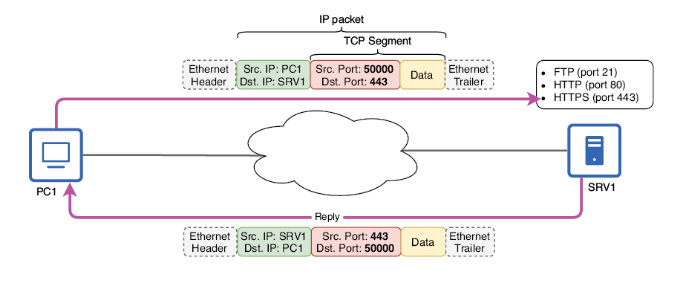 IP packet
TCP Segment
Ethernet
Header
Src. IP: PC1
Dst. IP: SRV1
Src. Port: 50000
Dst. Port: 443
Data
Ethernet
Trailer
• FTP (port 21)
• HTTP (port 80)
• HTTPS (port 443)
PC1
SRV1
Reply
Ethernet
Header
Src. IP: SRV1
Dst. IP: PC1
Src. Port: 443
Dst. Port: 50000
Data
Ethernet
Trailer